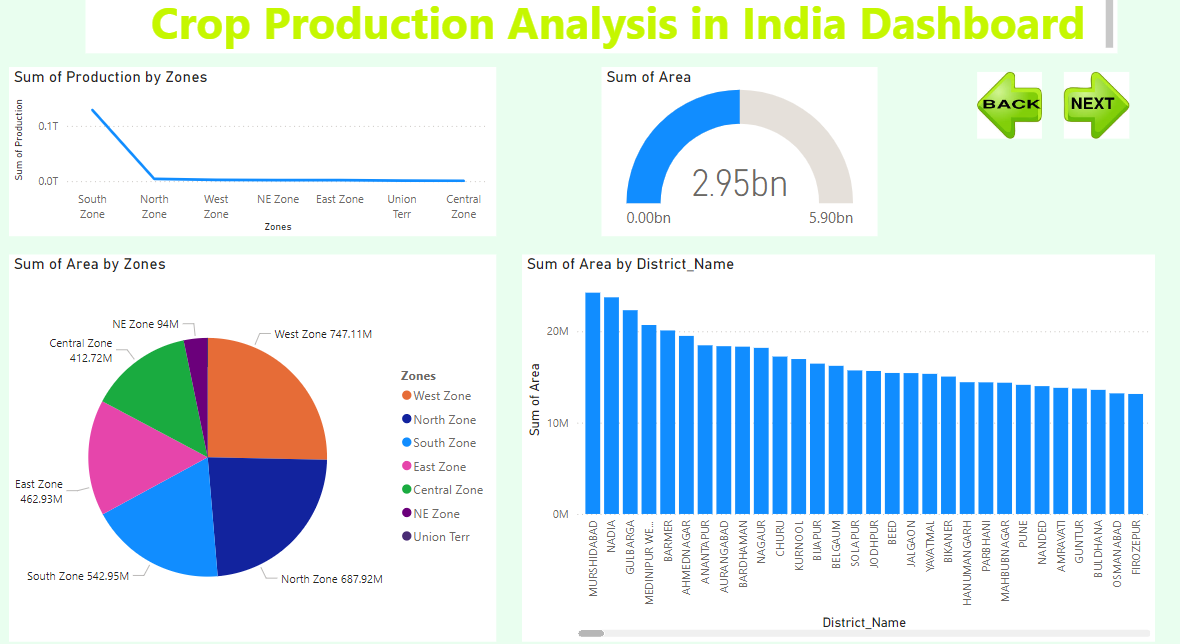 Crop Production Analysis in India Dashboard
Sum of Production by Zones
Sum of Production
0.1T
0.0T
South Zone
North Zone
West Zone
NE Zone
East Zone
Union Terr
Central Zone
Zones
Sum of Area
2.95bn
0.00bn
5.90bn
BACK
NEXT
Sum of Area by Zones
NE Zone 94M
West Zone 747.11M
Central Zone
412.72M
East Zone
462.93M
South Zone 542.95M
North Zone 687.92M
Zones
West Zone
North Zone
South Zone
East Zone
Central Zone
NE Zone
Union Terr
Sum of Area by District_Name
Sum of Area
20M
10M
0M
MURSHIDABAD
NADIA
GULBARGA
MEDINIPUR WE...
BARMER
AHMEDNAGAR
ANANTAPUR
AURANGABAD
BARDHAMAN
NAGAUR
CHURU
KURNOOL
BIJAPUR
BELGAUM
SOLAPUR
JODHPUR
BEED
JALGAON
YAVATMAL
BIKANER
HANUMANGARH
PARBHANI
MAHBUBNAGAR
PUNE
NANDED
AMRAVATI
GUNTUR
BULDHANA
OSMANABAD
FIROZEPUR
District_Name